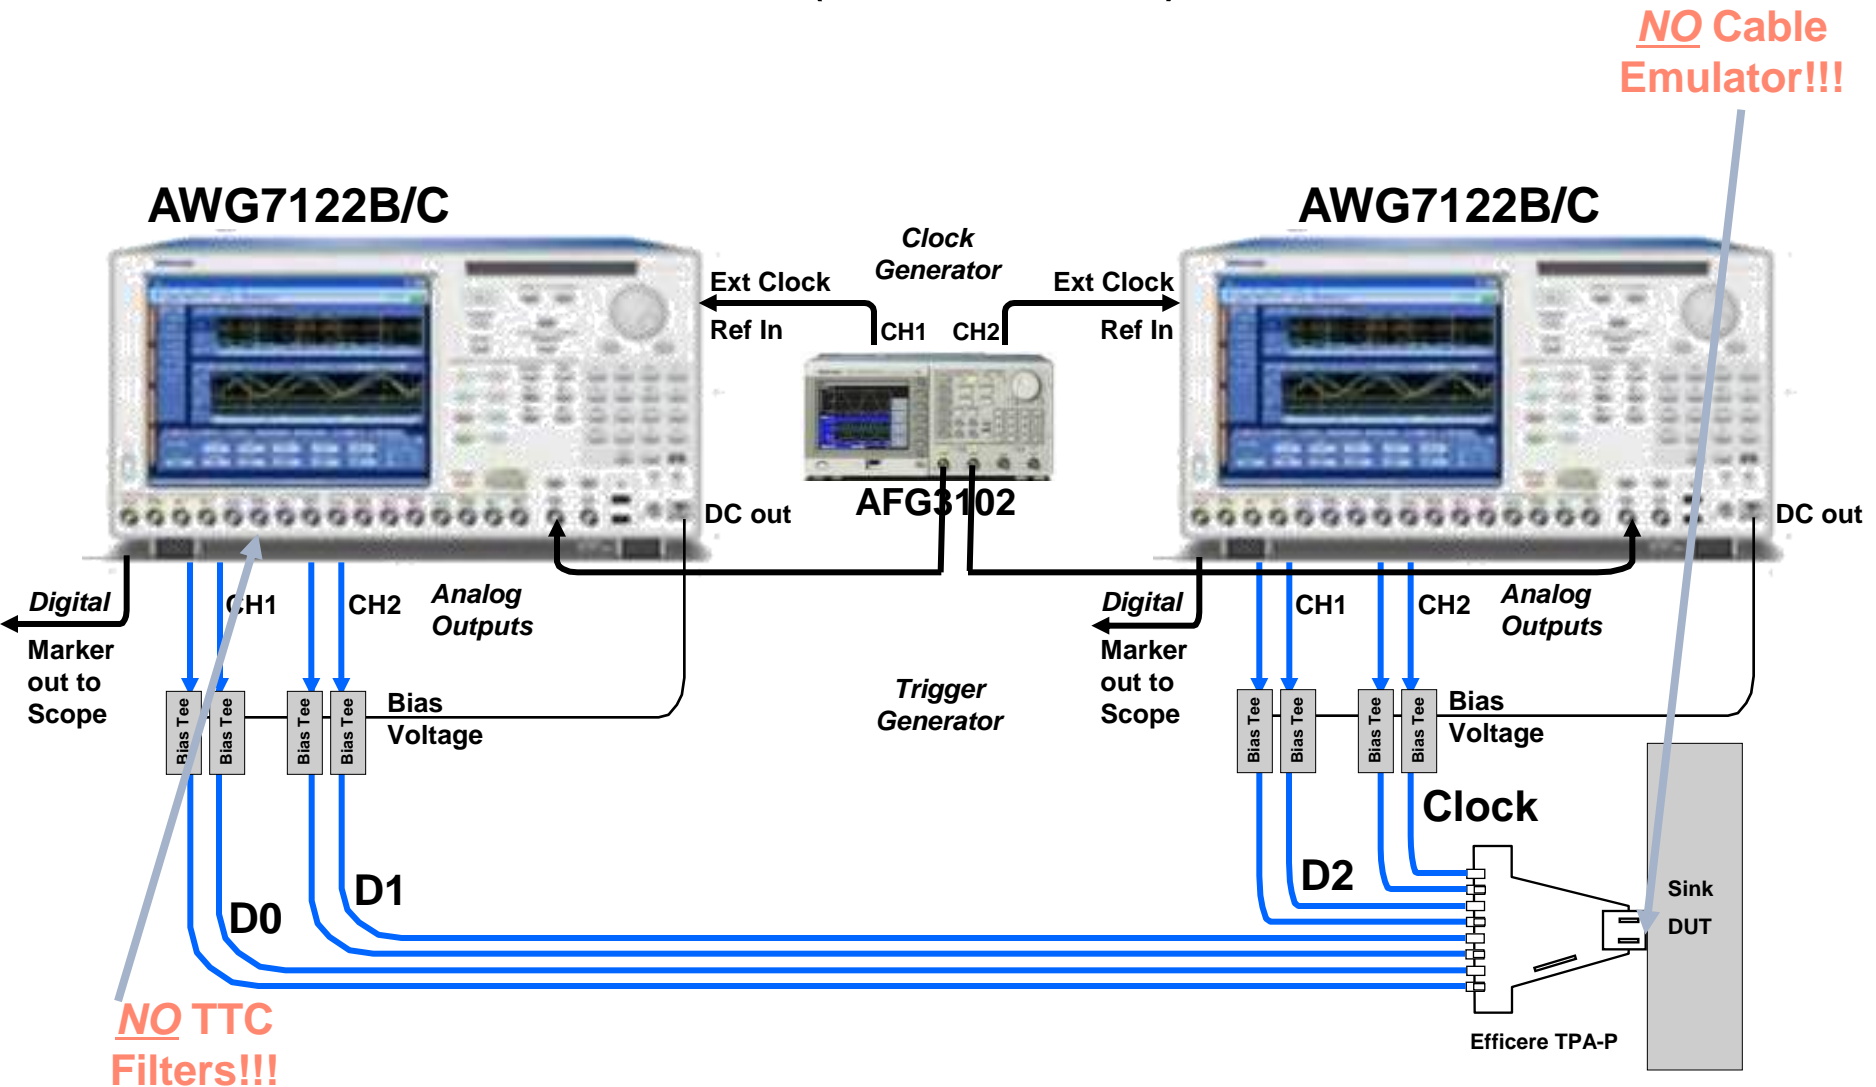 NO Cable
Emulator!!!
AWG7122B/C
AWG7122B/C
Clock
Generator
Ext Clock
Ref In
CH1
CH2
Ext Clock
Ref In
AFG3102
DC out
DC out
Digital
Marker
out to
Scope
CH1
CH2
Analog
Outputs
Digital
Marker
out to
Scope
CH1
CH2
Analog
Outputs
Trigger
Generator
Bias Tee
Bias Tee
Bias Tee
Bias Tee
Bias
Voltage
Bias Tee
Bias Tee
Bias Tee
Bias Tee
Bias
Voltage
Clock
D2
D1
D0
Sink
DUT
Efficere TPA-P
NO TTC
Filters!!!